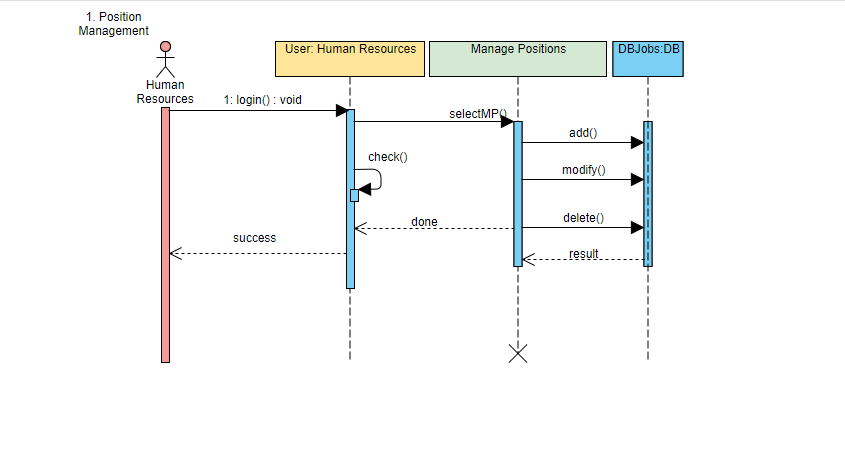 1. Position
Management
User: Human Resources
Manage Positions
DBJobs:DB
Human
Resources
1: login() : void
selectMP()
add()
check()
modify()
delete()
done
success
result